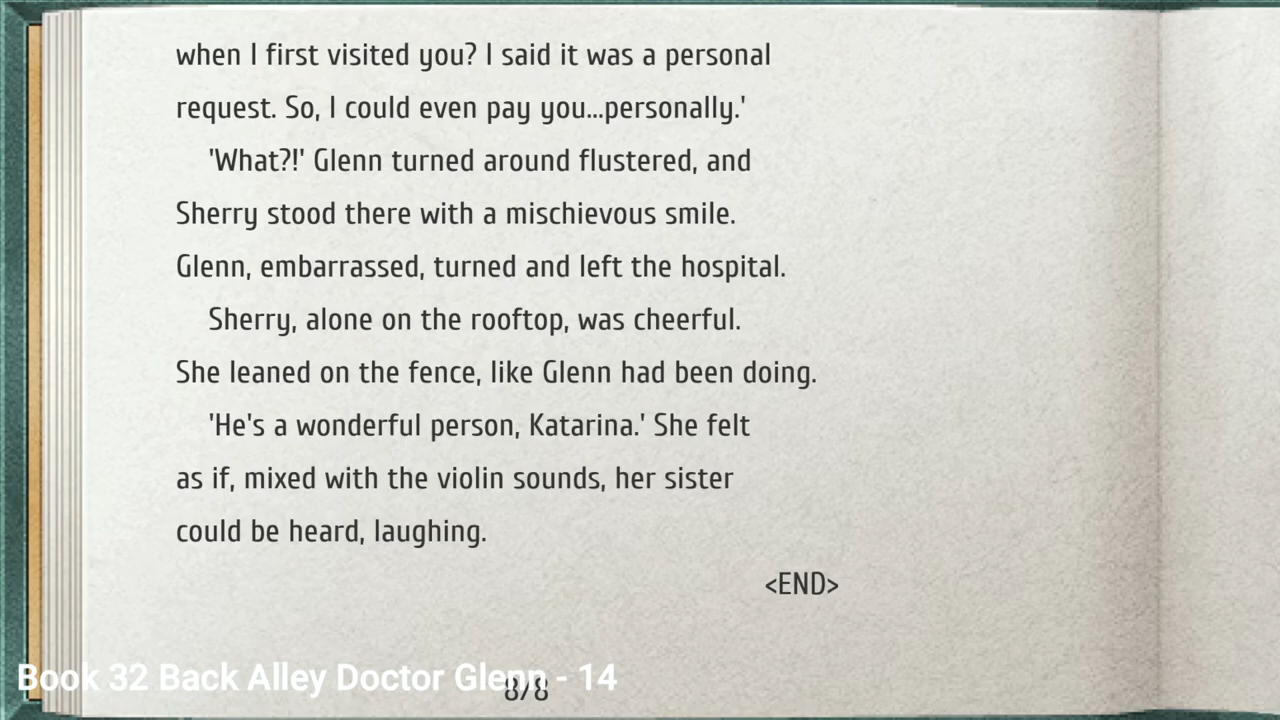 when I first visited you? I said it was a personal
request. So, I could even pay you...personally.'
'What?!' Glenn turned around flustered, and
Sherry stood there with a mischievous smile.
Glenn, embarrassed, turned and left the hospital.
Sherry, alone on the rooftop, was cheerful.
She leaned on the fence, like Glenn had been doing.
'He's a wonderful person, Katarina.' She felt
as if, mixed with the violin sounds, her sister
could be heard, laughing.
<END>
Book 32 Back Alley Doctor Glenn - 14
8/8